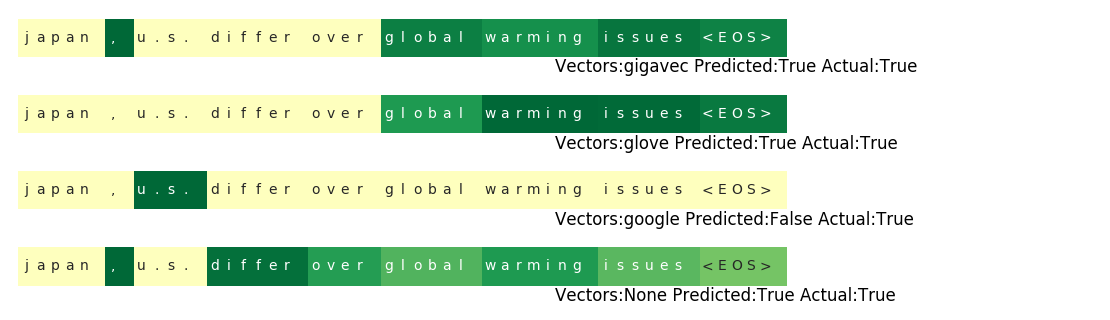 japan , u.s. differ over global warming issues <EOS>
Vectors:gigavec Predicted:True Actual:True
japan , u.s. differ over global warming issues <EOS>
Vectors:glove Predicted:True Actual:True
japan , u.s. differ over global warming issues <EOS>
Vectors:google Predicted:False Actual:True
japan , u.s. differ over global warming issues <EOS>
Vectors:None Predicted:True Actual:True